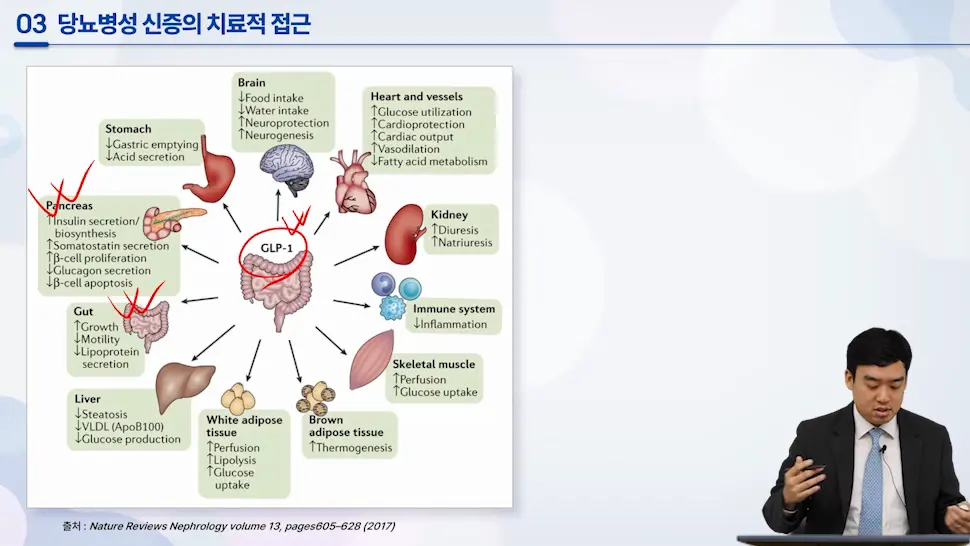 03 당뇨병성 신증의 치료적 접근
Brain
↓Food intake
↓Water intake
↑Neuroprotection
↑Neurogenesis
Heart and vessels
↑Glucose utilization
↑Cardioprotection
↑Cardiac output
↑Vasodilation
↓Fatty acid metabolism
Stomach
↓Gastric emptying
↓Acid secretion
Pancreas
↑Insulin secretion/
biosynthesis
↑Somatostatin secretion
↑β-cell proliferation
↓Glucagon secretion
↓β-cell apoptosis
GLP-1
Kidney
↑Diuresis
↑Natriuresis
Gut
↑Growth
↓Motility
↓Lipoprotein
secretion
Immune system
↓Inflammation
Skeletal muscle
↑Perfusion
↑Glucose uptake
Liver
↓Steatosis
↓VLDL (ApoB100)
↓Glucose production
White adipose
tissue
↑Perfusion
↑Lipolysis
↑Glucose
uptake
Brown
adipose tissue
↑Thermogenesis
출처 : Nature Reviews Nephrology volume 13, pages605–628 (2017)